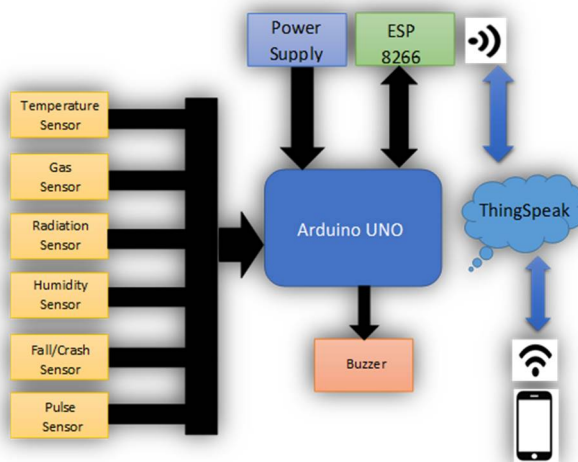 Power
Supply
ESP
8266
Temperature
Sensor
Gas
Sensor
Radiation
Sensor
Humidity
Sensor
Fall/Crash
Sensor
Pulse
Sensor
Arduino UNO
ThingSpeak
Buzzer